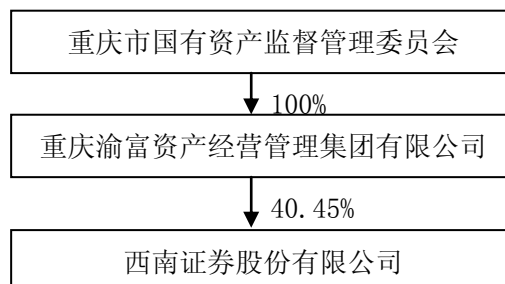 重庆市国有资产监督管理委员会
100%
重庆渝富资产经营管理集团有限公司
40.45%
西南证券股份有限公司